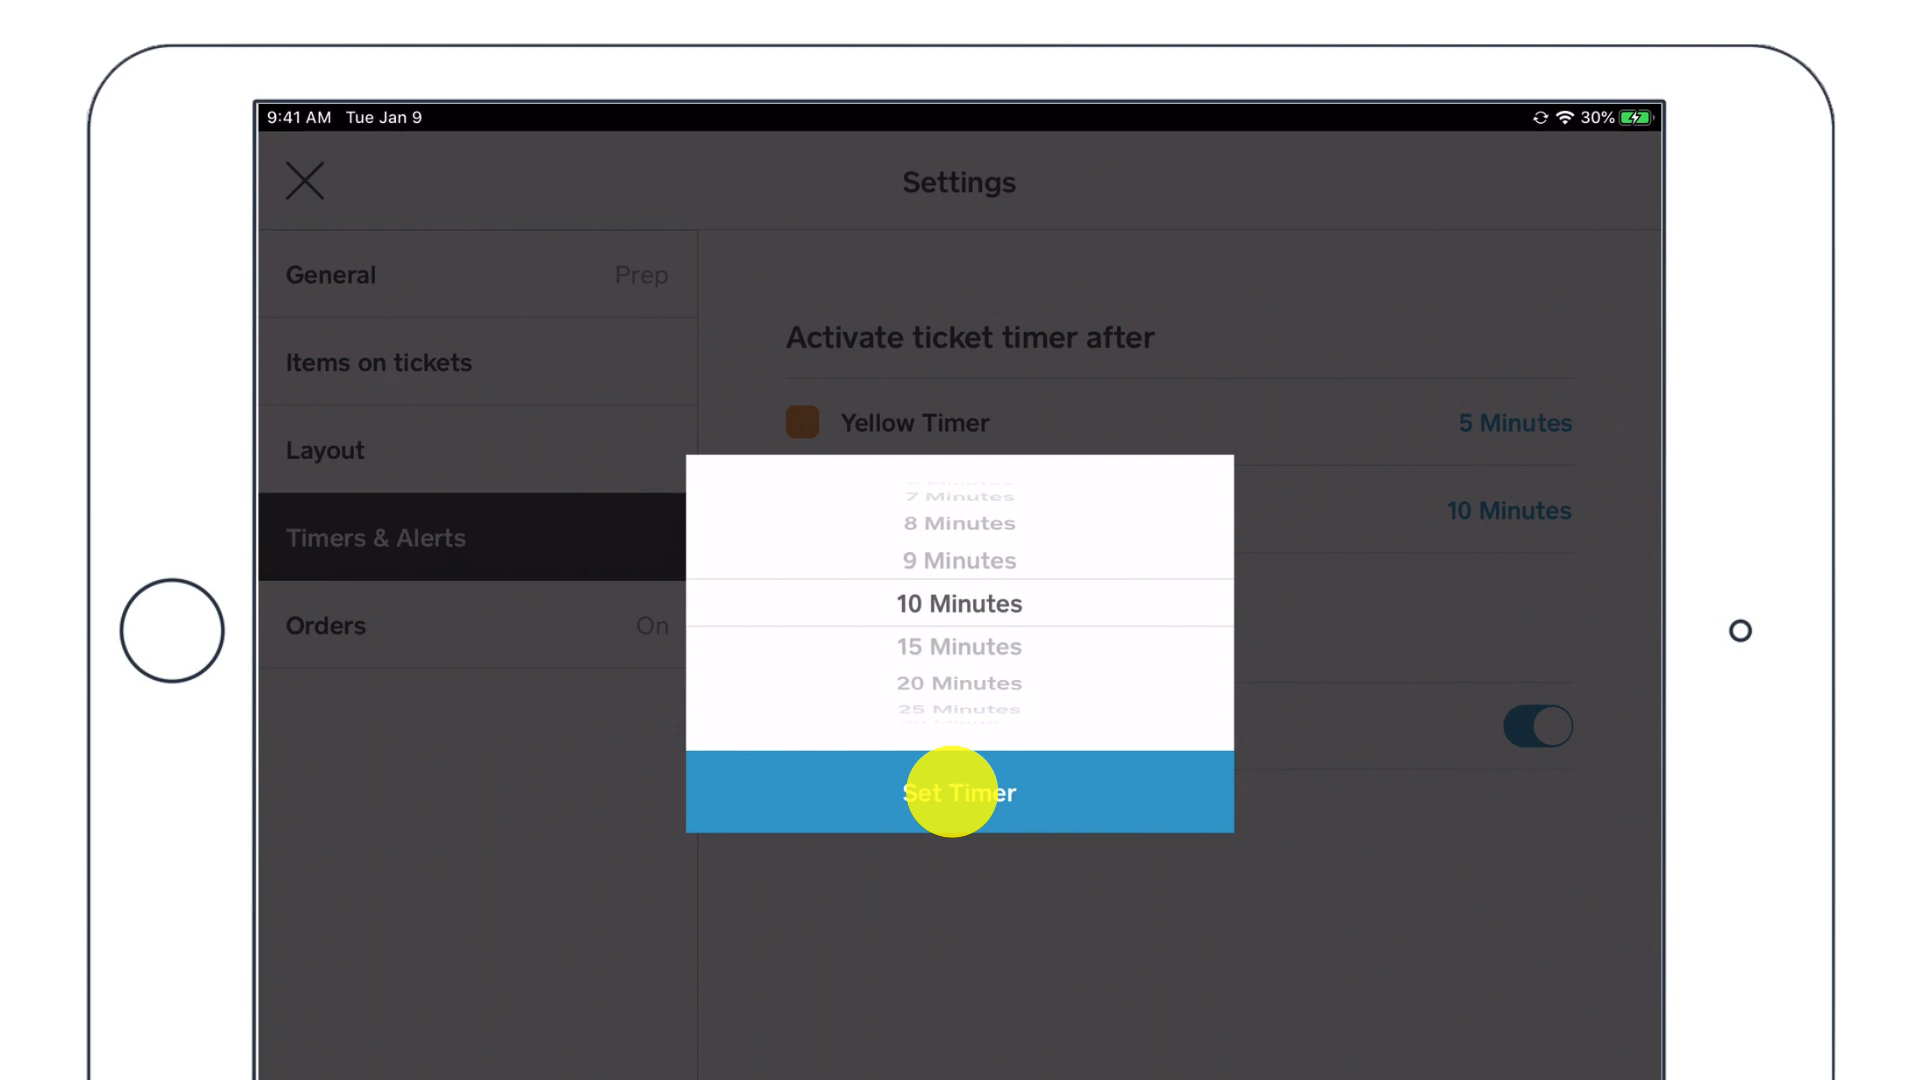 9:41 AM Tue Jan 9
30%
Settings
General Prep
Items on tickets
Layout
Timers & Alerts
Orders On
Activate ticket timer after
Yellow Timer 5 Minutes
10 Minutes
7 Minutes
8 Minutes
9 Minutes
10 Minutes
15 Minutes
20 Minutes
25 Minutes
Set Timer